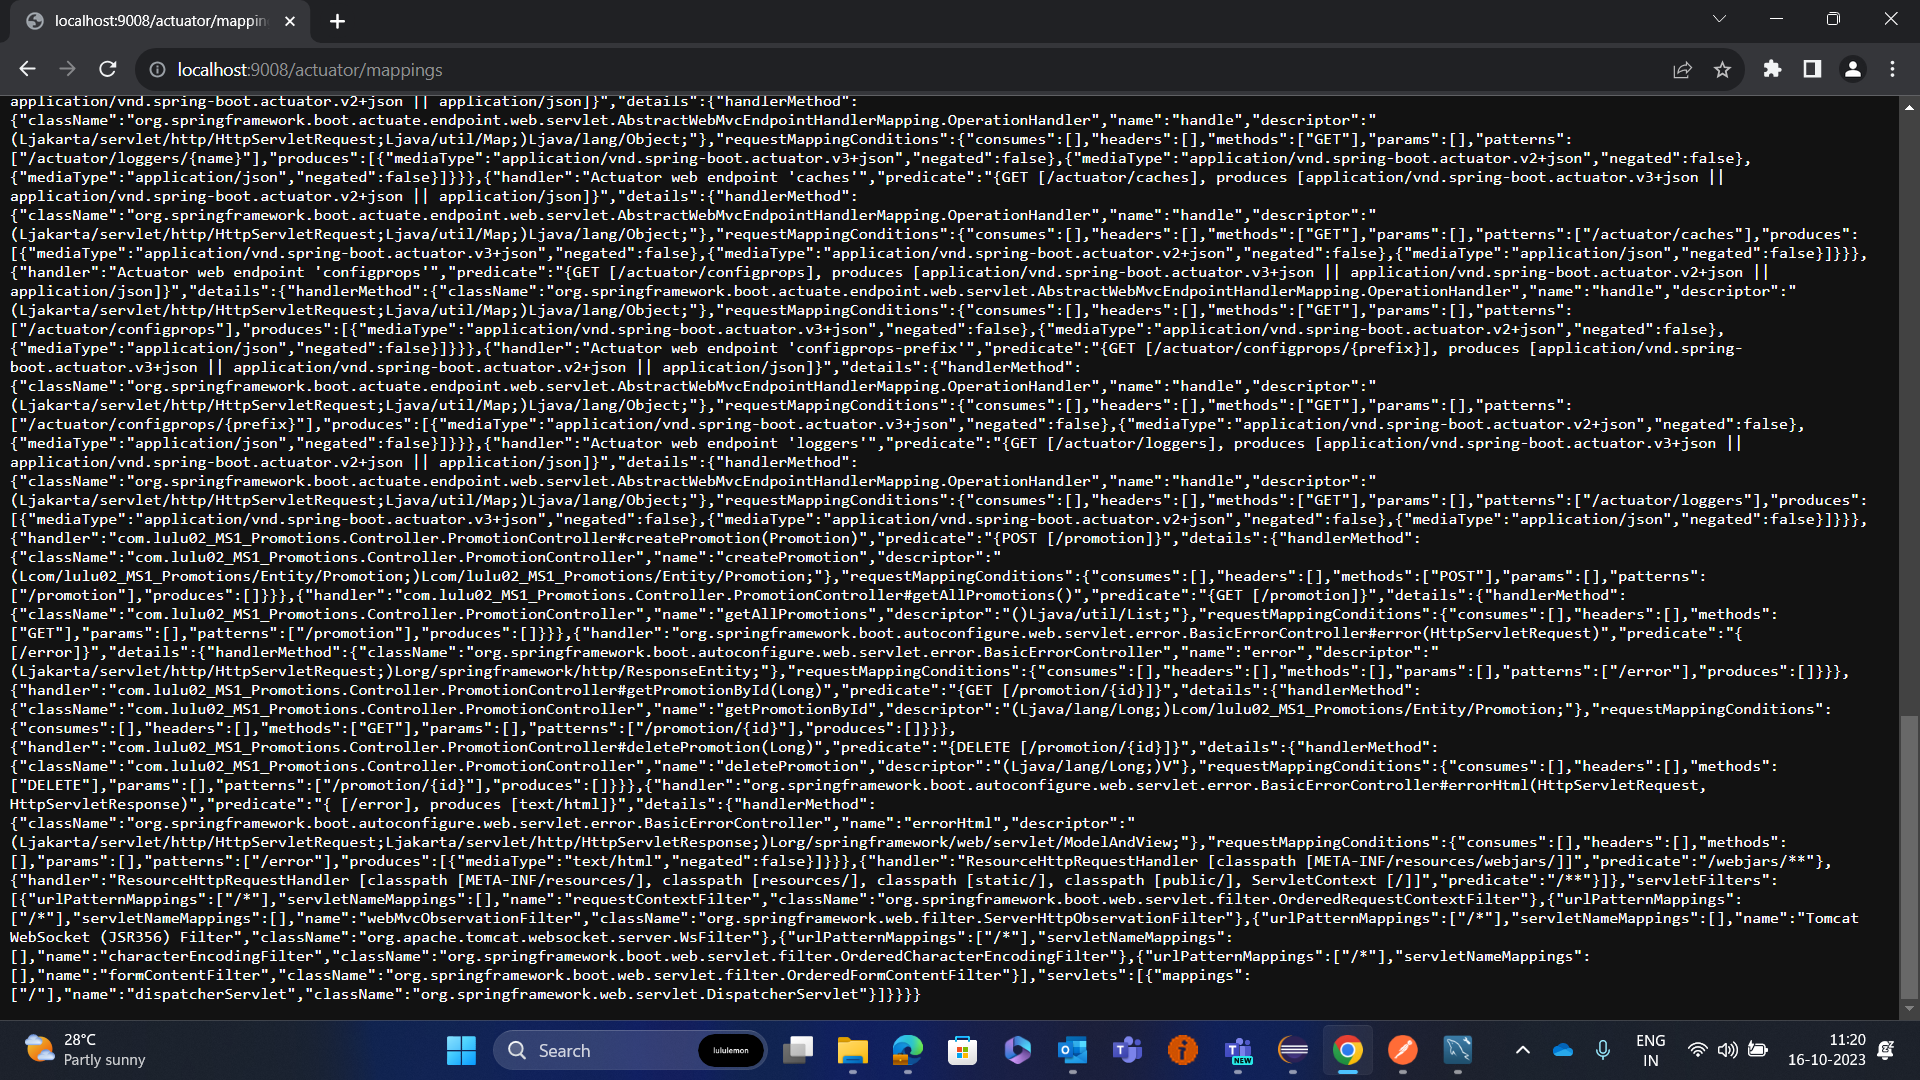 localhost:9008/actuator/mappin
localhost:9008/actuator/mappings
application/vnd.spring-boot.actuator.v2+json || application/json]}","details":{"handlerMethod":
{"className":"org.springframework.boot.actuate.endpoint.web.servlet.AbstractWebMvcEndpointHandlerMapping.OperationHandler","name":"handle","descriptor":"
(Ljakarta/servlet/http/HttpServletRequest;Ljava/util/Map;)Ljava/lang/Object;"},"requestMappingConditions":{"consumes":[],"headers":[],"methods":["GET"],"params":[],"patterns":
["/actuator/loggers/{name}"],"produces":[{"mediaType":"application/vnd.spring-boot.actuator.v3+json","negated":false},{"mediaType":"application/vnd.spring-boot.actuator.v2+json","negated":false},
{"mediaType":"application/json","negated":false}]}}},{"handler":"Actuator web endpoint 'caches'","predicate":"{GET [/actuator/caches], produces [application/vnd.spring-boot.actuator.v3+json ||
application/vnd.spring-boot.actuator.v2+json || application/json]}","details":{"handlerMethod":
{"className":"org.springframework.boot.actuate.endpoint.web.servlet.AbstractWebMvcEndpointHandlerMapping.OperationHandler","name":"handle","descriptor":"
(Ljakarta/servlet/http/HttpServletRequest;Ljava/util/Map;)Ljava/lang/Object;"},"requestMappingConditions":{"consumes":[],"headers":[],"methods":["GET"],"params":[],"patterns":["/actuator/caches"],"produces":
[{"mediaType":"application/vnd.spring-boot.actuator.v3+json","negated":false},{"mediaType":"application/vnd.spring-boot.actuator.v2+json","negated":false},{"mediaType":"application/json","negated":false}]}}},
{"handler":"Actuator web endpoint 'configprops'","predicate":"{GET [/actuator/configprops], produces [application/vnd.spring-boot.actuator.v3+json || application/vnd.spring-boot.actuator.v2+json ||
application/json]}","details":{"handlerMethod":{"className":"org.springframework.boot.actuate.endpoint.web.servlet.AbstractWebMvcEndpointHandlerMapping.OperationHandler","name":"handle","descriptor":"
(Ljakarta/servlet/http/HttpServletRequest;Ljava/util/Map;)Ljava/lang/Object;"},"requestMappingConditions":{"consumes":[],"headers":[],"methods":["GET"],"params":[],"patterns":
["/actuator/configprops"],"produces":[{"mediaType":"application/vnd.spring-boot.actuator.v3+json","negated":false},{"mediaType":"application/vnd.spring-boot.actuator.v2+json","negated":false},
{"mediaType":"application/json","negated":false}]}}},{"handler":"Actuator web endpoint 'configprops-prefix'","predicate":"{GET [/actuator/configprops/{prefix}], produces [application/vnd.spring-
boot.actuator.v3+json || application/vnd.spring-boot.actuator.v2+json || application/json]}","details":{"handlerMethod":
{"className":"org.springframework.boot.actuate.endpoint.web.servlet.AbstractWebMvcEndpointHandlerMapping.OperationHandler","name":"handle","descriptor":"
(Ljakarta/servlet/http/HttpServletRequest;Ljava/util/Map;)Ljava/lang/Object;"},"requestMappingConditions":{"consumes":[],"headers":[],"methods":["GET"],"params":[],"patterns":
["/actuator/configprops/{prefix}"],"produces":[{"mediaType":"application/vnd.spring-boot.actuator.v3+json","negated":false},{"mediaType":"application/vnd.spring-boot.actuator.v2+json","negated":false},
{"mediaType":"application/json","negated":false}]}}},{"handler":"Actuator web endpoint 'loggers'","predicate":"{GET [/actuator/loggers], produces [application/vnd.spring-boot.actuator.v3+json ||
application/vnd.spring-boot.actuator.v2+json || application/json]}","details":{"handlerMethod":
{"className":"org.springframework.boot.actuate.endpoint.web.servlet.AbstractWebMvcEndpointHandlerMapping.OperationHandler","name":"handle","descriptor":"
(Ljakarta/servlet/http/HttpServletRequest;Ljava/util/Map;)Ljava/lang/Object;"},"requestMappingConditions":{"consumes":[],"headers":[],"methods":["GET"],"params":[],"patterns":["/actuator/loggers"],"produces":
[{"mediaType":"application/vnd.spring-boot.actuator.v3+json","negated":false},{"mediaType":"application/vnd.spring-boot.actuator.v2+json","negated":false},{"mediaType":"application/json","negated":false}]}}},
{"handler":"com.lulu02_MS1_Promotions.Controller.PromotionController#createPromotion(Promotion)","predicate":"{POST [/promotion]}","details":{"handlerMethod":
{"className":"com.lulu02_MS1_Promotions.Controller.PromotionController","name":"createPromotion","descriptor":"
(Lcom/lulu02_MS1_Promotions/Entity/Promotion;)Lcom/lulu02_MS1_Promotions/Entity/Promotion;"},"requestMappingConditions":{"consumes":[],"headers":[],"methods":["POST"],"params":[],"patterns":
["/promotion"],"produces":[]}}},{"handler":"com.lulu02_MS1_Promotions.Controller.PromotionController#getAllPromotions()","predicate":"{GET [/promotion]}","details":{"handlerMethod":
{"className":"com.lulu02_MS1_Promotions.Controller.PromotionController","name":"getAllPromotions","descriptor":"()Ljava/util/List;"},"requestMappingConditions":{"consumes":[],"headers":[],"methods":
["GET"],"params":[],"patterns":["/promotion"],"produces":[]}}},{"handler":"org.springframework.boot.autoconfigure.web.servlet.error.BasicErrorController#error(HttpServletRequest)","predicate":"{
[/error]}","details":{"handlerMethod":{"className":"org.springframework.boot.autoconfigure.web.servlet.error.BasicErrorController","name":"error","descriptor":"
(Ljakarta/servlet/http/HttpServletRequest;)Lorg/springframework/http/ResponseEntity;"},"requestMappingConditions":{"consumes":[],"headers":[],"methods":[],"params":[],"patterns":["/error"],"produces":[]}}},
{"handler":"com.lulu02_MS1_Promotions.Controller.PromotionController#getPromotionById(Long)","predicate":"{GET [/promotion/{id}]}","details":{"handlerMethod":
{"className":"com.lulu02_MS1_Promotions.Controller.PromotionController","name":"getPromotionById","descriptor":"(Ljava/lang/Long;)Lcom/lulu02_MS1_Promotions/Entity/Promotion;"},"requestMappingConditions":
{"consumes":[],"headers":[],"methods":["GET"],"params":[],"patterns":["/promotion/{id}"],"produces":[]}}},
{"handler":"com.lulu02_MS1_Promotions.Controller.PromotionController#deletePromotion(Long)","predicate":"{DELETE [/promotion/{id}]}","details":{"handlerMethod":
{"className":"com.lulu02_MS1_Promotions.Controller.PromotionController","name":"deletePromotion","descriptor":"(Ljava/lang/Long;)V"},"requestMappingConditions":{"consumes":[],"headers":[],"methods":
["DELETE"],"params":[],"patterns":["/promotion/{id}"],"produces":[]}}},{"handler":"org.springframework.boot.autoconfigure.web.servlet.error.BasicErrorController#errorHtml(HttpServletRequest,
HttpServletResponse)","predicate":"{ [/error], produces [text/html]}","details":{"handlerMethod":
{"className":"org.springframework.boot.autoconfigure.web.servlet.error.BasicErrorController","name":"errorHtml","descriptor":"
(Ljakarta/servlet/http/HttpServletRequest;Ljakarta/servlet/http/HttpServletResponse;)Lorg/springframework/web/servlet/ModelAndView;"},"requestMappingConditions":{"consumes":[],"headers":[],"methods":
[],"params":[],"patterns":["/error"],"produces":[{"mediaType":"text/html","negated":false}]}}},{"handler":"ResourceHttpRequestHandler [classpath [META-INF/resources/webjars/]]","predicate":"/webjars/**"},
{"handler":"ResourceHttpRequestHandler [classpath [META-INF/resources/], classpath [resources/], classpath [static/], classpath [public/], ServletContext [/]]","predicate":"/**"}]},"servletFilters":
[{"urlPatternMappings":["/*"],"servletNameMappings":[],"name":"requestContextFilter","className":"org.springframework.boot.web.servlet.filter.OrderedRequestContextFilter"},{"urlPatternMappings":
["/*"],"servletNameMappings":[],"name":"webMvcObservationFilter","className":"org.springframework.web.filter.ServerHttpObservationFilter"},{"urlPatternMappings":["/*"],"servletNameMappings":[],"name":"Tomcat
WebSocket (JSR356) Filter","className":"org.apache.tomcat.websocket.server.WsFilter"},{"urlPatternMappings":["/*"],"servletNameMappings":
[],"name":"characterEncodingFilter","className":"org.springframework.boot.web.servlet.filter.OrderedCharacterEncodingFilter"},{"urlPatternMappings":["/*"],"servletNameMappings":
[],"name":"formContentFilter","className":"org.springframework.boot.web.servlet.filter.OrderedFormContentFilter"}],"servlets":[{"mappings":
["/"],"name":"dispatcherServlet","className":"org.springframework.web.servlet.DispatcherServlet"}]}}}}
28°C
Partly sunny
Search
lululemon
NEW
ENG
IN
11:20
16-10-2023